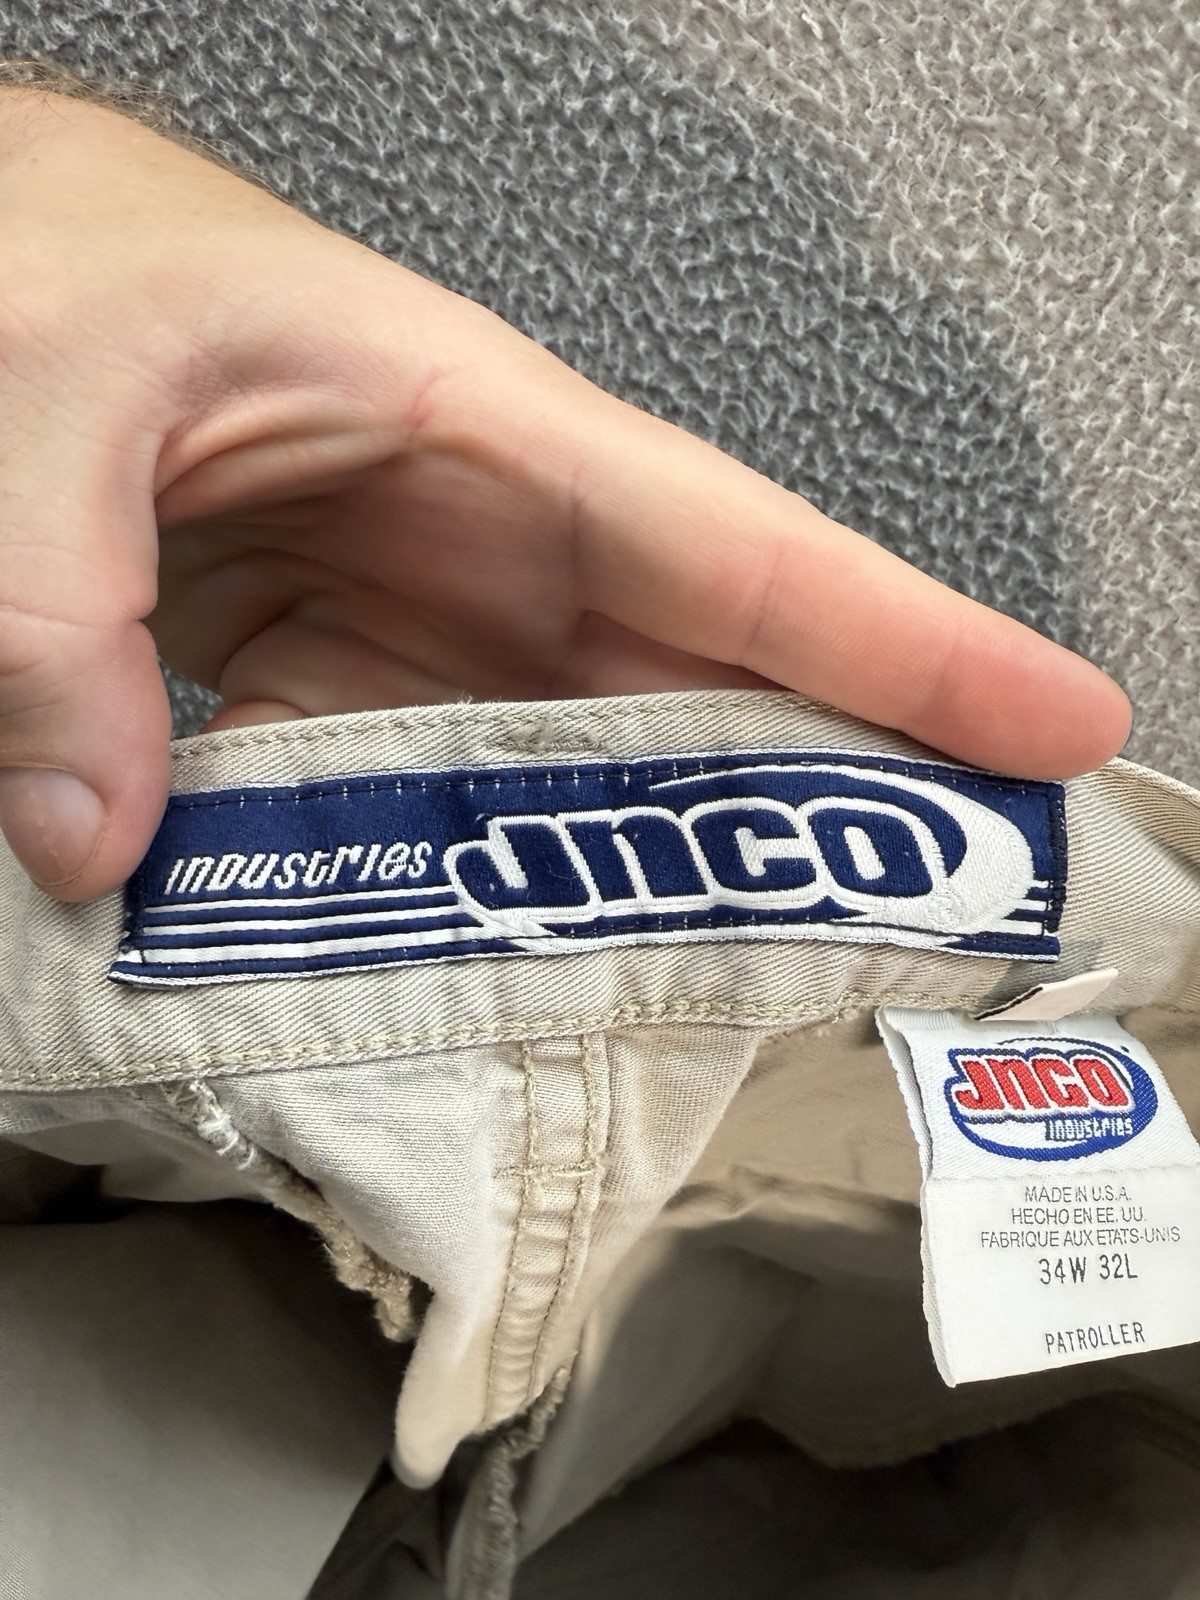 INDUSTRIES JNCO
JNCO
INDUSTRIES
MADE IN U.S.A.
HECHO EN EE. UU.
FABRIQUE AUX ETATS-UNIS
34W 32L
PATROLLER